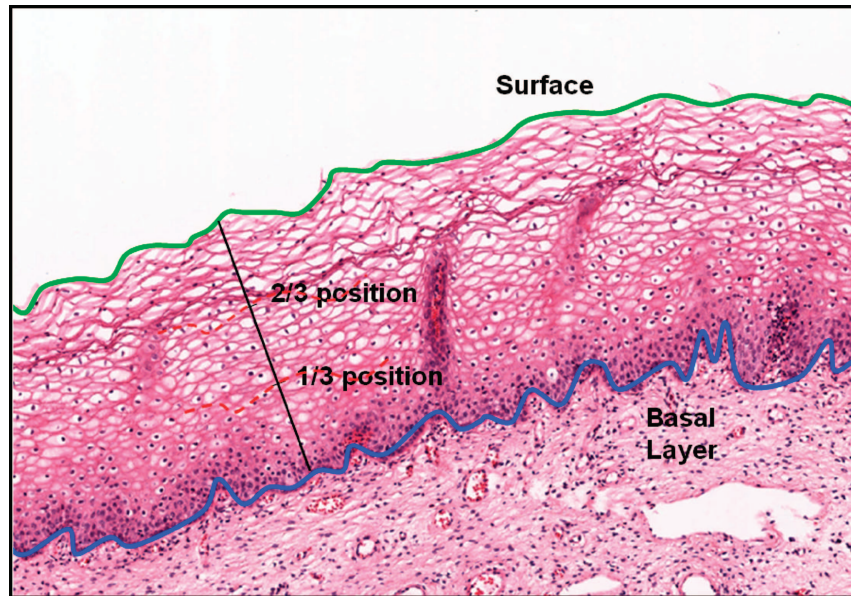 Surface
2/3 position
1/3 position
Basal
Layer